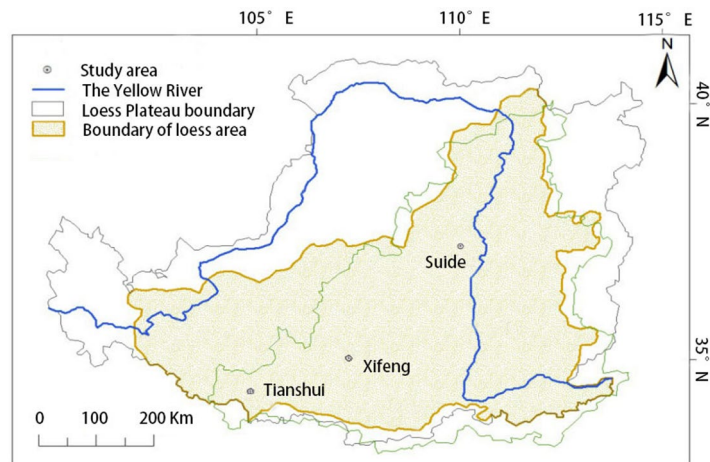 105° E
110° E
115° E
N
Study area
The Yellow River
Loess Plateau boundary
Boundary of loess area
40° N
Suide
Xifeng
35° N
Tianshui
0 100 200 Km